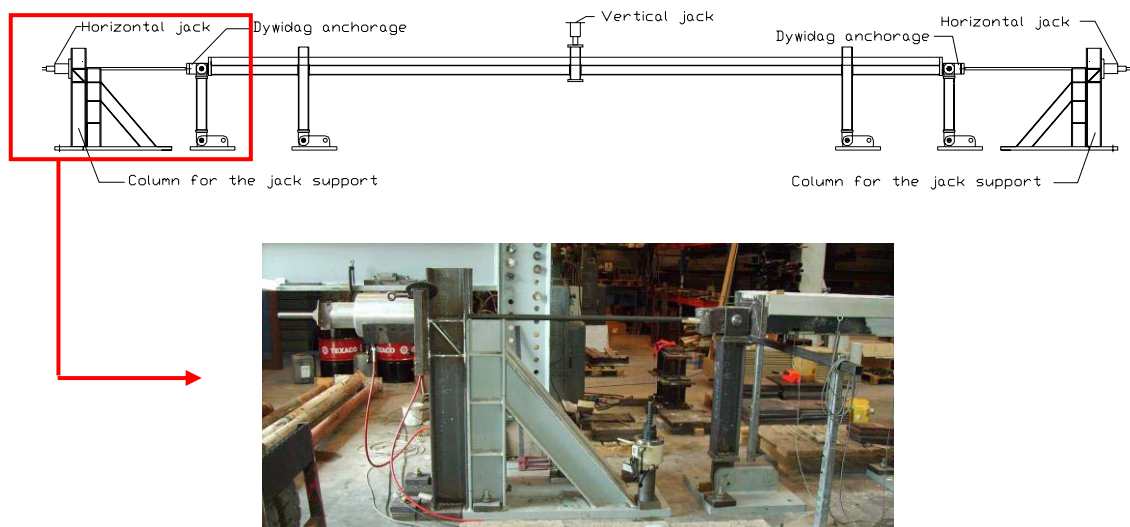 Vertical jack
Horizontal jack
Dywidag anchorage
Dywidag anchorage
Horizontal jack
Column for the jack support
Column for the jack support
TEXACO
TEXACO